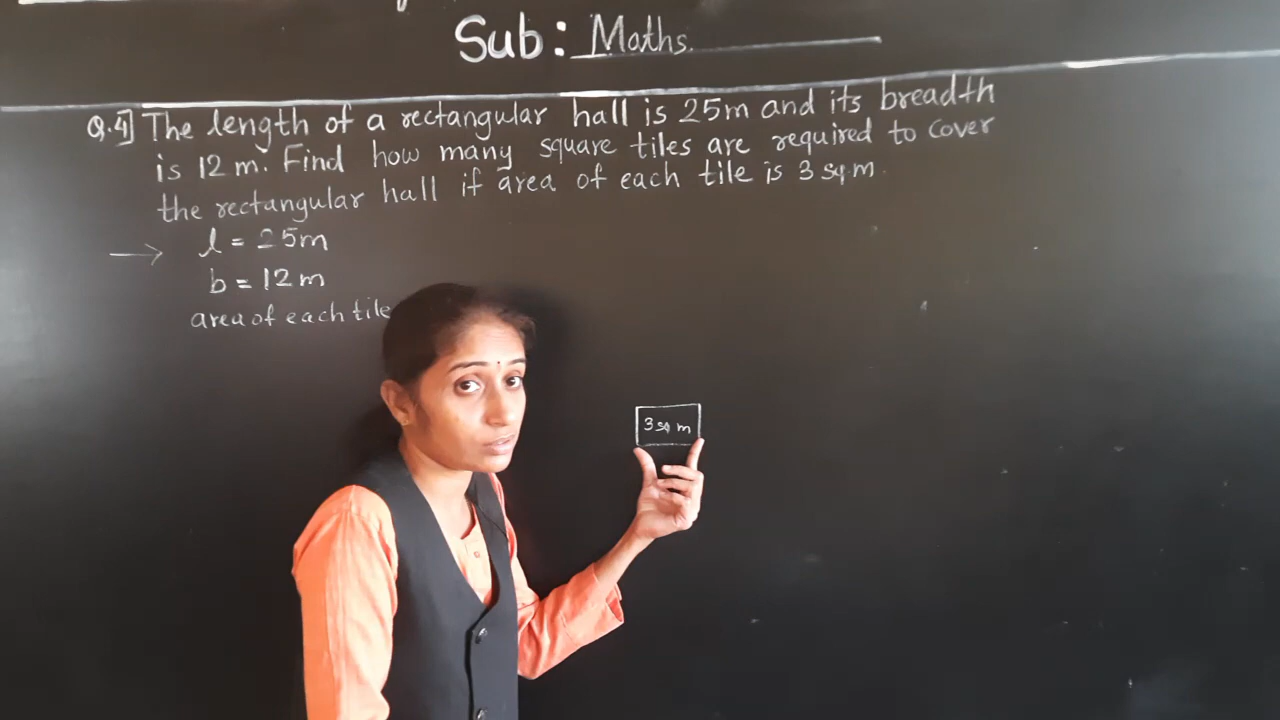 Sub: Maths.
Q.4] The length of a rectangular hall is 25m and its breadth
is 12 m. Find how many square tiles are required to cover
the rectangular hall if area of each tile is 3 sq.m.
l = 25m
b = 12 m
area of each tile
3 sq m